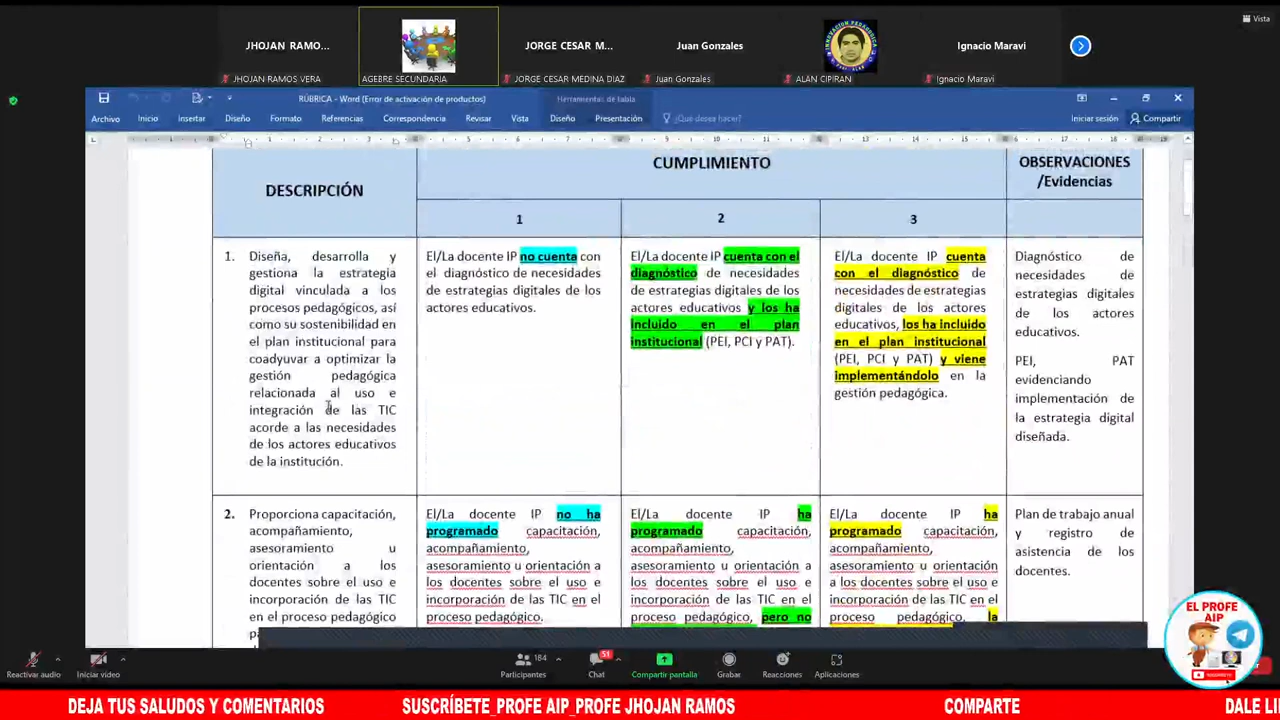 Vista
JHOJAN RAMO...
JORGE CESAR M...
Juan Gonzales
INNOVACIÓN PEDAGÓGICA
Ignacio Maravi
JHOJAN RAMOS VERA
AGEBRE SECUNDARIA
JORGE CESAR MEDINA DIAZ
Juan Gonzales
ALAN CIPIRAN
Ignacio Maravi
RÚBRICA - Word (Error de activación de productos)
Herramientas de tabla
Archivo
Inicio
Insertar
Diseño
Formato
Referencias
Correspondencia
Revisar
Vista
Diseño
Presentación
¿Qué desea hacer?
Iniciar sesión
Compartir
DESCRIPCIÓN
CUMPLIMIENTO
OBSERVACIONES
/Evidencias
1
2
3
1. Diseña, desarrolla y
gestiona la estrategia
digital vinculada a los
procesos pedagógicos, así
como su sostenibilidad en
el plan institucional para
coadyuvar a optimizar la
gestión pedagógica
relacionada al uso e
integración de las TIC
acorde a las necesidades
de los actores educativos
de la institución.
El/La docente IP no cuenta con
el diagnóstico de necesidades
de estrategias digitales de los
actores educativos.
El/La docente IP cuenta con el
diagnóstico de necesidades
de estrategias digitales de los
actores educativos y los ha
incluido en el plan
institucional (PEI, PCI y PAT).
El/La docente IP cuenta
con el diagnóstico de
necesidades de estrategias
digitales de los actores
educativos, los ha incluido
en el plan institucional
(PEI, PCI y PAT) y viene
implementándolo en la
gestión pedagógica.
Diagnóstico de
necesidades de
estrategias digitales
de los actores
educativos.
PEI, PAT
evidenciando
implementación de
la estrategia digital
diseñada.
2. Proporciona capacitación,
acompañamiento,
asesoramiento u
orientación a los
docentes sobre el uso e
incorporación de las TIC
en el proceso pedagógico
El/La docente IP no ha
programado capacitación,
acompañamiento,
asesoramiento u orientación a
los docentes sobre el uso e
incorporación de las TIC en el
proceso pedagógico.
El/La docente IP ha
programado capacitación,
acompañamiento,
asesoramiento u orientación a
los docentes sobre el uso e
incorporación de las TIC en el
proceso pedagógico, pero no
El/La docente IP ha
programado capacitación,
acompañamiento,
asesoramiento u orientación
a los docentes sobre el uso e
incorporación de las TIC en el
proceso pedagógico, la
Plan de trabajo anual
y registro de
asistencia de los
docentes.
EL PROFE
AIP
Reactivar audio
Iniciar video
184
Participantes
51
Chat
Compartir pantalla
Grabar
Reacciones
Aplicaciones
DEJA TUS SALUDOS Y COMENTARIOS
SUSCRÍBETE_PROFE AIP_PROFE JHOJAN RAMOS
COMPARTE
DALE LI